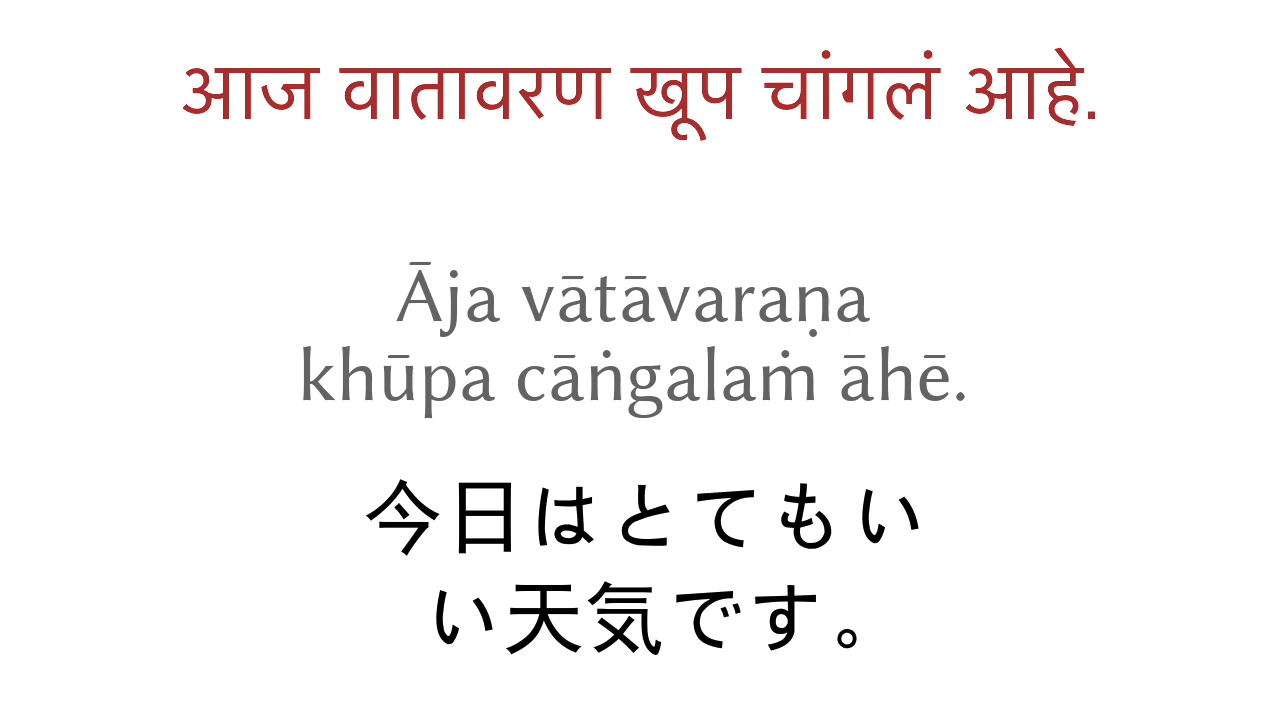 आज वातावरण खूप चांगलं आहे.
Āja vātāvaraṇa
khūpa cāṅgalaṁ āhē.
今日はとてもい
い天気です。